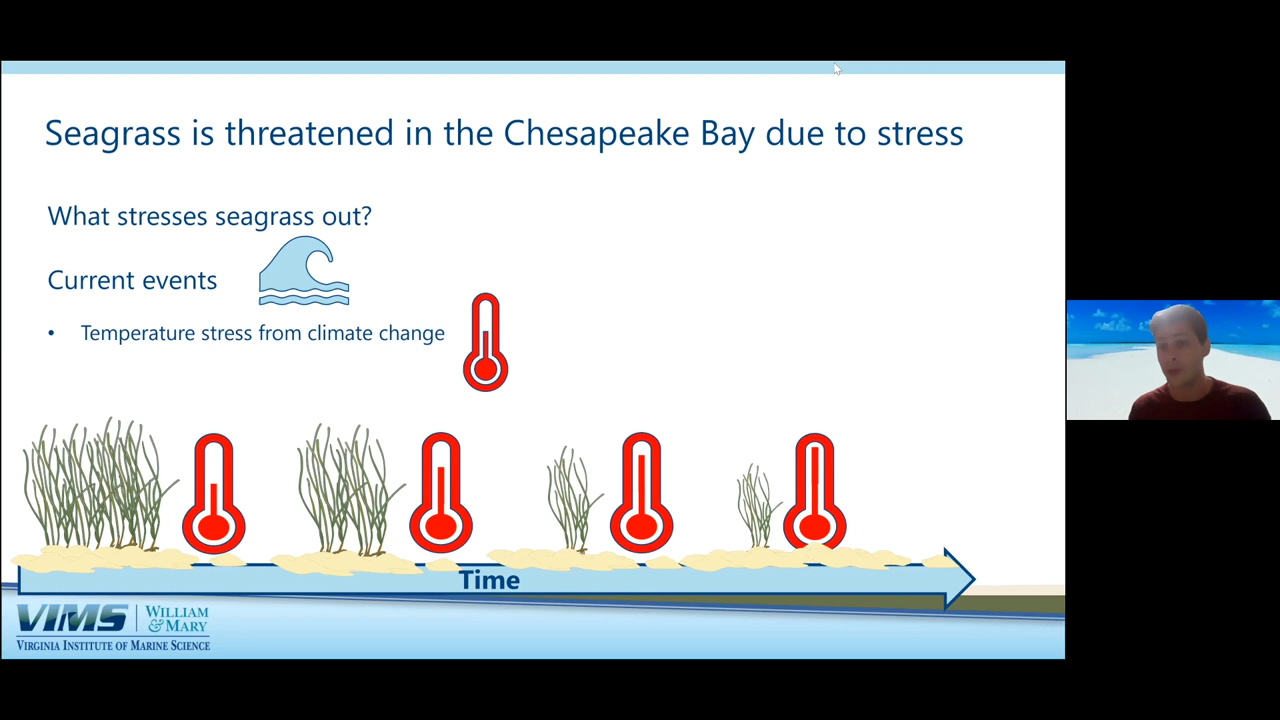 Seagrass is threatened in the Chesapeake Bay due to stress
What stresses seagrass out?
Current events
• Temperature stress from climate change
Time
VIMS
WILLIAM
& MARY
VIRGINIA INSTITUTE OF MARINE SCIENCE